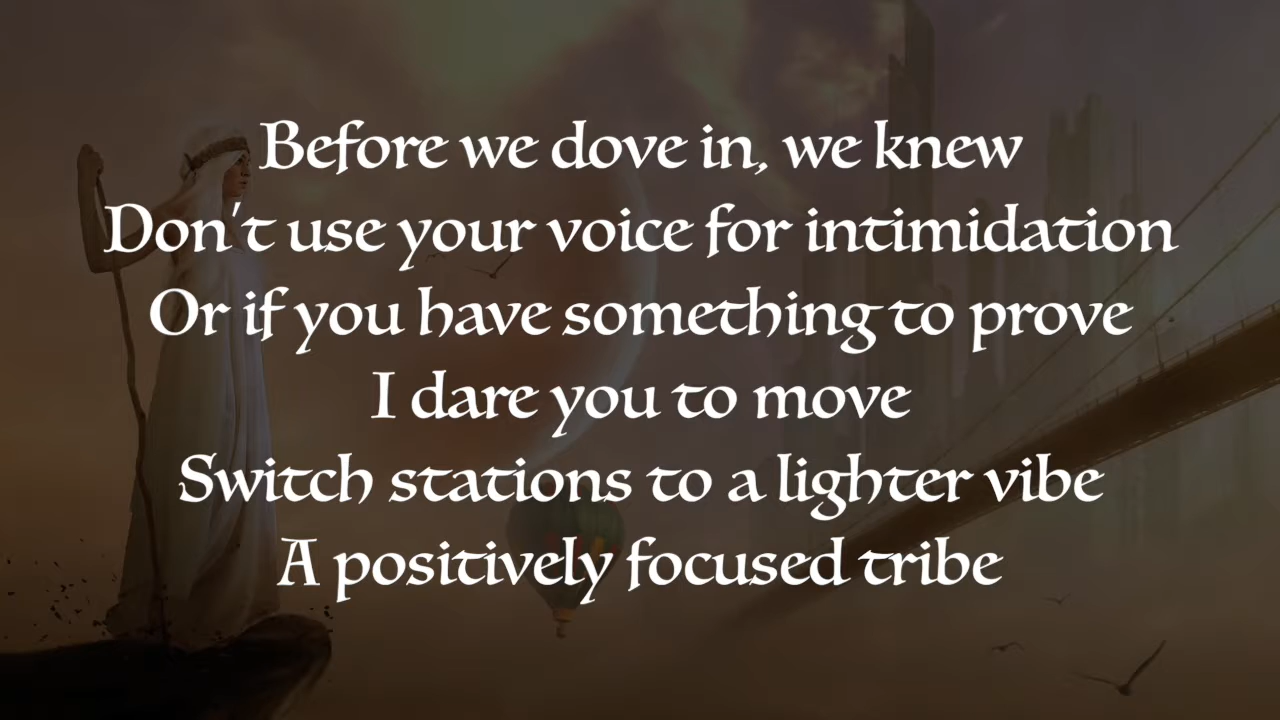 Before we dove in, we knew
Don't use your voice for intimidation
Or if you have something to prove
I dare you to move
Switch stations to a lighter vibe
A positively focused tribe